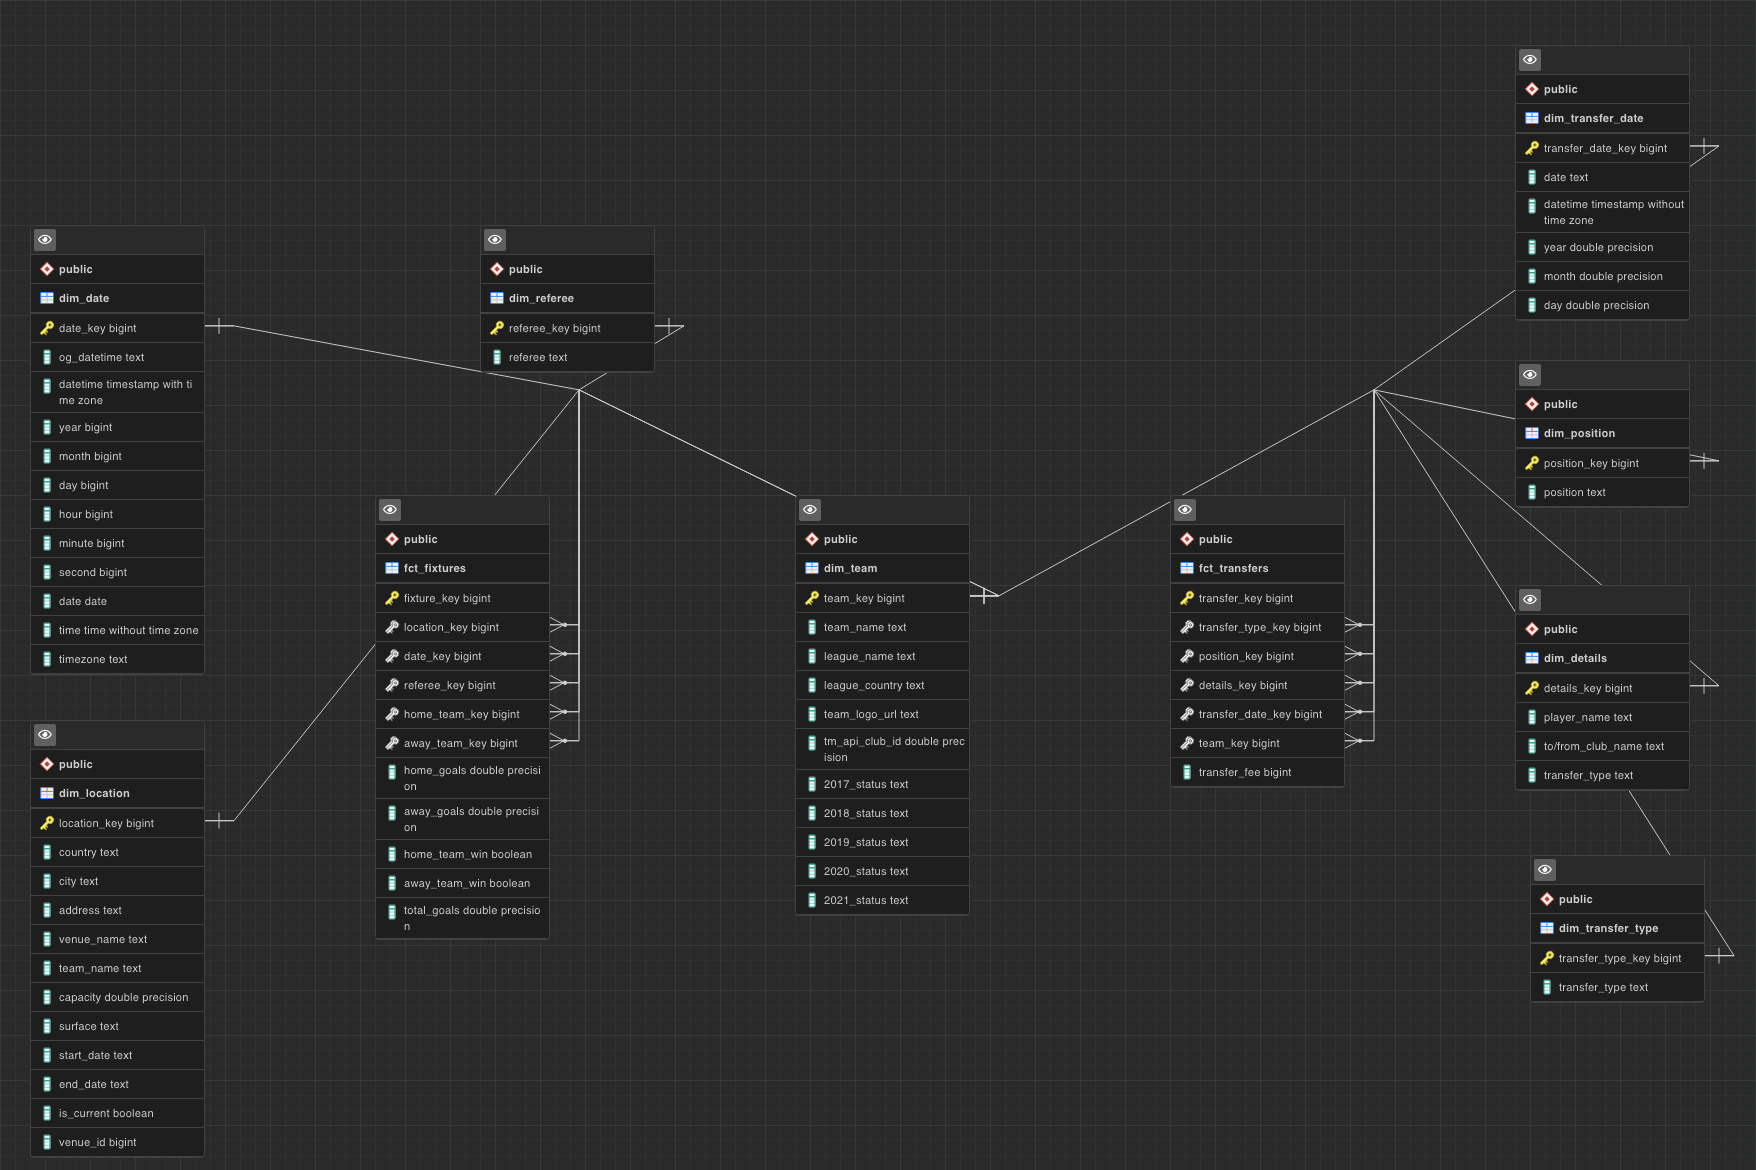 public
dim_date
date_key bigint
og_datetime text
datetime timestamp with ti
me zone
year bigint
month bigint
day bigint
hour bigint
minute bigint
second bigint
date date
time time without time zone
timezone text
public
dim_location
location_key bigint
country text
city text
address text
venue_name text
team_name text
capacity double precision
surface text
start_date text
end_date text
is_current boolean
venue_id bigint
public
dim_referee
referee_key bigint
referee text
public
fct_fixtures
fixture_key bigint
location_key bigint
date_key bigint
referee_key bigint
home_team_key bigint
away_team_key bigint
home_goals double precisi
on
away_goals double precisi
on
home_team_win boolean
away_team_win boolean
total_goals double precisio
n
public
dim_team
team_key bigint
team_name text
league_name text
league_country text
team_logo_url text
tm_api_club_id double prec
ision
2017_status text
2018_status text
2019_status text
2020_status text
2021_status text
public
fct_transfers
transfer_key bigint
transfer_type_key bigint
position_key bigint
details_key bigint
transfer_date_key bigint
team_key bigint
transfer_fee bigint
public
dim_transfer_date
transfer_date_key bigint
date text
datetime timestamp without
time zone
year double precision
month double precision
day double precision
public
dim_position
position_key bigint
position text
public
dim_details
details_key bigint
player_name text
to/from_club_name text
transfer_type text
public
dim_transfer_type
transfer_type_key bigint
transfer_type text